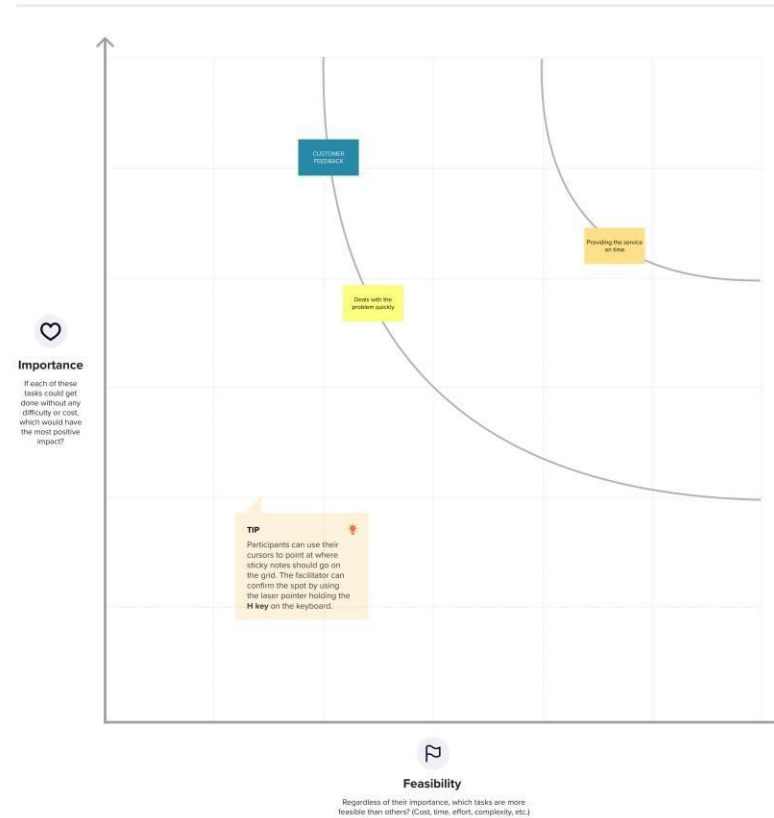 CUSTOMER
FEEDBACK
Providing the service
on time
Deals with the
problem quickly
Importance
If each of these
tasks could get
done without any
difficulty or cost,
which would have
the most positive
impact?
TIP
Participants can use their
cursors to point at where
sticky notes should go on
the grid. The facilitator can
confirm the spot by using
the laser pointer holding the
H key on the keyboard.
Feasibility
Regardless of their importance, which tasks are more
feasible than others? (Cost, time, effort, complexity, etc.)